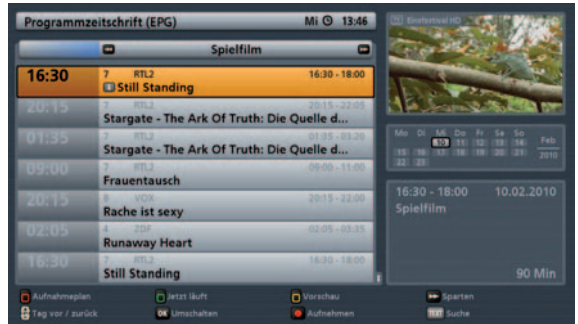 Programmzeitschrift (EPG) Mi 13:46
Spielfilm
16:30 7 RTL2 16:30 - 18:00
Still Standing
20:15 7 RTL2 20:15 - 22:05
Stargate - The Ark Of Truth: Die Quelle d...
01:35 7 RTL2 01:35 - 03:20
Stargate - The Ark Of Truth: Die Quelle d...
09:00 7 RTL2 09:00 - 11:00
Frauentausch
20:15 8 VOX 20:15 - 22:00
Rache ist sexy
02:05 4 ZDF 02:05 - 03:35
Runaway Heart
16:30 7 RTL2 16:30 - 18:00
Still Standing
Einsfestival HD
Mo Di Mi Do Fr Sa So
10 11 12 13 14 Feb
15 16 17 18 19 20 21 2010
22 23
16:30 - 18:00 10.02.2010
Spielfilm
90 Min
Aufnahmeplan Jetzt läuft Vorschau Sparten
Tag vor / zurück OK Umschalten Aufnehmen TEXT Suche